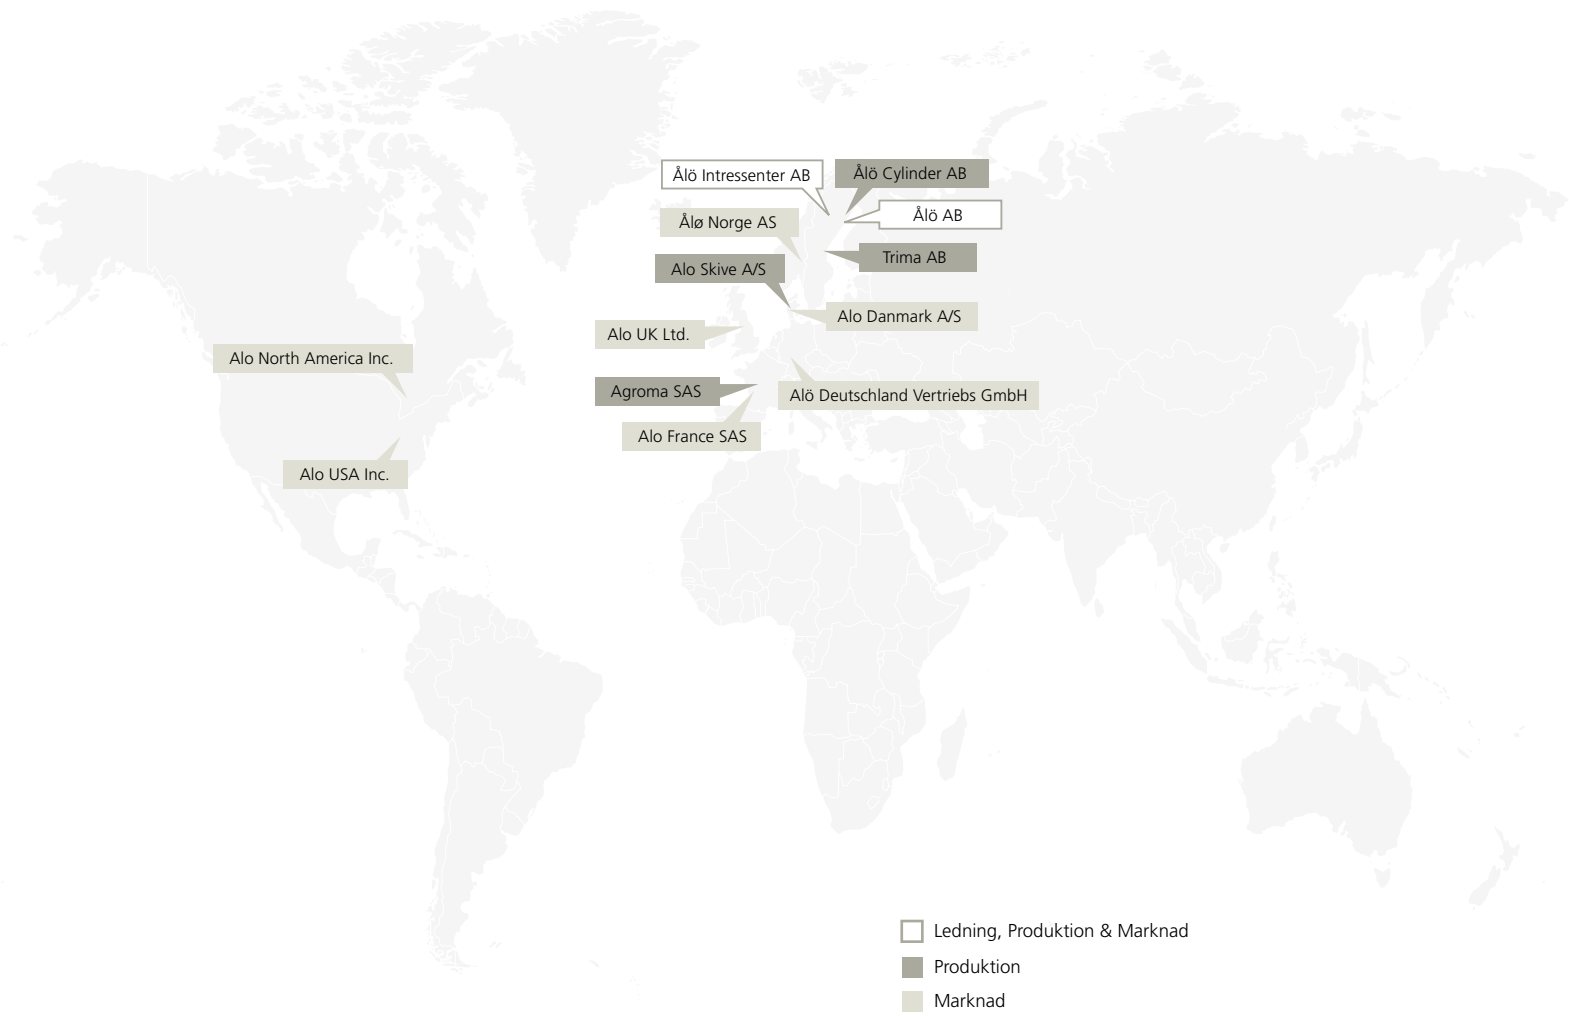 Ålö Intressenter AB
Ålö Cylinder AB
Ålø Norge AS
Ålö AB
Alo Skive A/S
Trima AB
Alo Danmark A/S
Alo UK Ltd.
Alo North America Inc.
Agroma SAS
Alö Deutschland Vertriebs GmbH
Alo France SAS
Alo USA Inc.
Ledning, Produktion & Marknad
Produktion
Marknad